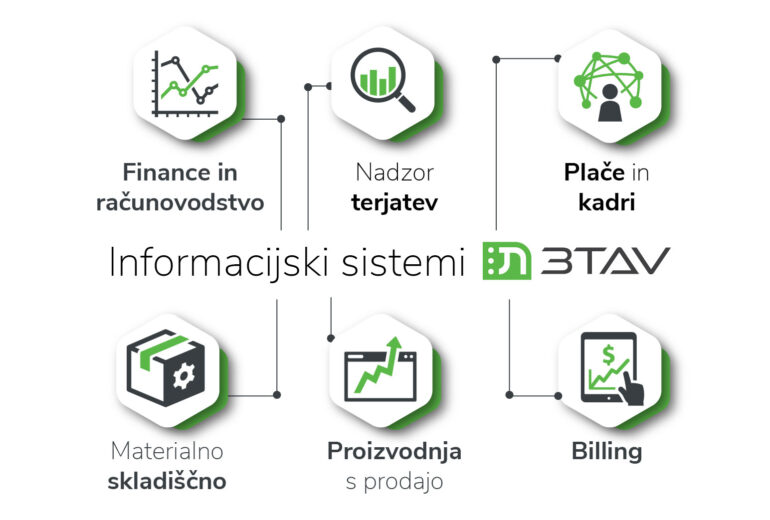 Finance in
računovodstvo
Nadzor
terjatev
Plače in
kadri
Informacijski sistemi 3TAV
Materialno
skladiščno
Proizvodnja
s prodajo
Billing
$